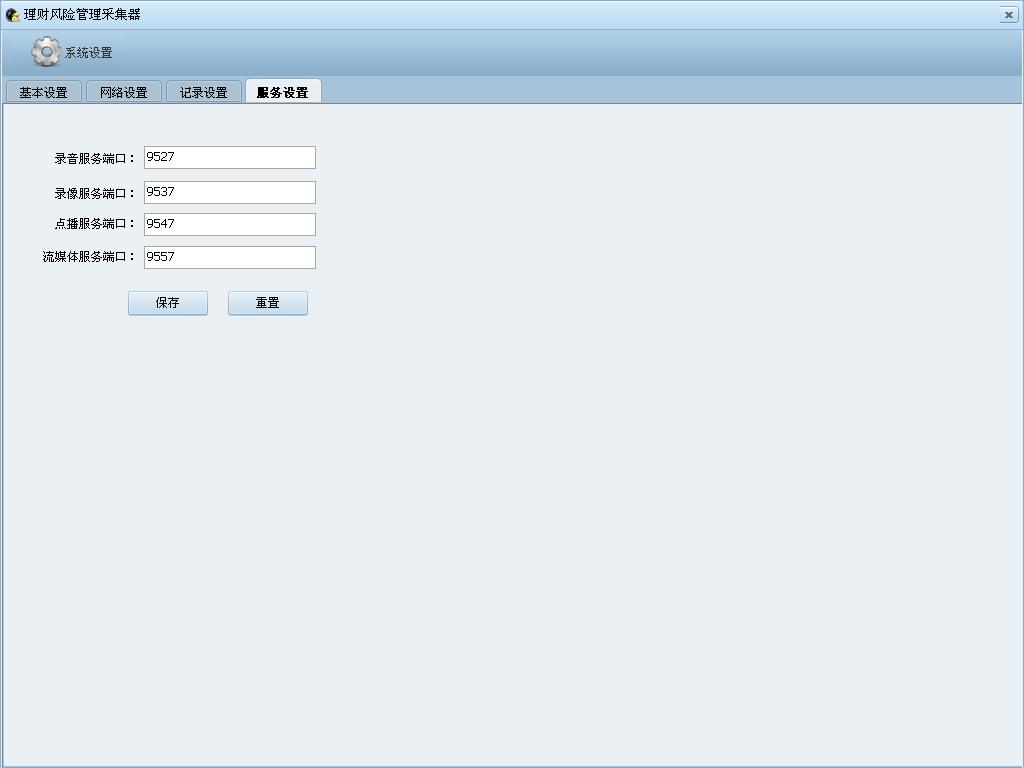 理财风险管理采集器
系统设置
基本设置 网络设置 记录设置 服务设置
录音服务端口： 9527
录像服务端口： 9537
点播服务端口： 9547
流媒体服务端口： 9557
保存 重置